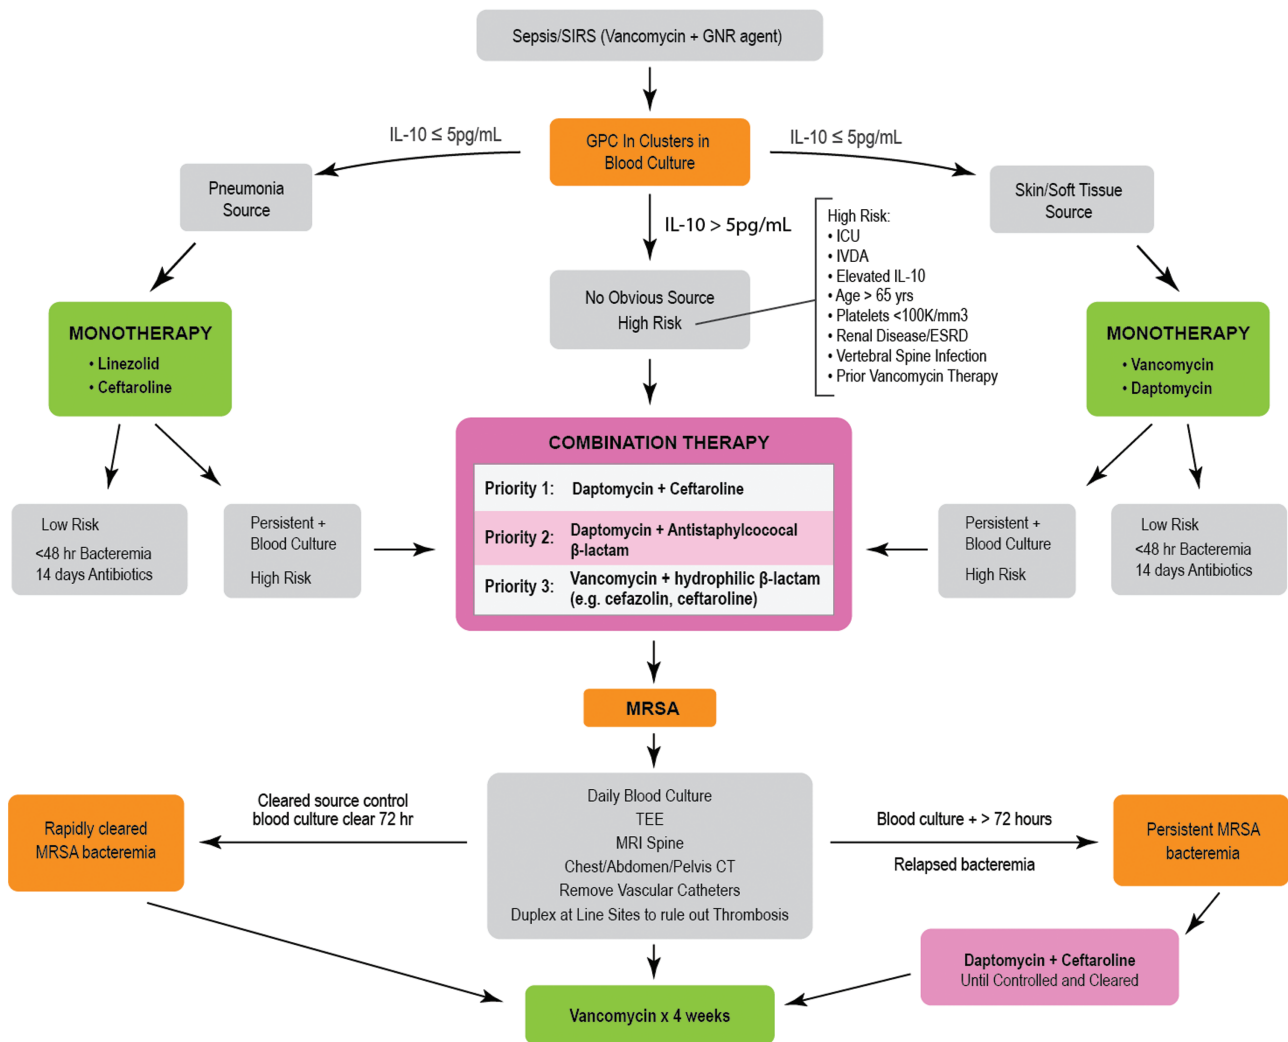 Sepsis/SIRS (Vancomycin + GNR agent)
IL-10 ≤ 5pg/mL
GPC In Clusters in
Blood Culture
IL-10 ≤ 5pg/mL
Pneumonia
Source
IL-10 > 5pg/mL
Skin/Soft Tissue
Source
High Risk:
• ICU
• IVDA
• Elevated IL-10
• Age > 65 yrs
• Platelets <100K/mm3
• Renal Disease/ESRD
• Vertebral Spine Infection
• Prior Vancomycin Therapy
No Obvious Source
High Risk
MONOTHERAPY
• Linezolid
• Ceftaroline
MONOTHERAPY
• Vancomycin
• Daptomycin
COMBINATION THERAPY
Priority 1: Daptomycin + Ceftaroline
Priority 2: Daptomycin + Antistaphylcococal
β-lactam
Priority 3: Vancomycin + hydrophilic β-lactam
(e.g. cefazolin, ceftaroline)
Low Risk
<48 hr Bacteremia
14 days Antibiotics
Persistent +
Blood Culture
High Risk
Persistent +
Blood Culture
High Risk
Low Risk
<48 hr Bacteremia
14 days Antibiotics
MRSA
Daily Blood Culture
TEE
MRI Spine
Chest/Abdomen/Pelvis CT
Remove Vascular Catheters
Duplex at Line Sites to rule out Thrombosis
Cleared source control
blood culture clear 72 hr
Rapidly cleared
MRSA bacteremia
Blood culture + > 72 hours
Relapsed bacteremia
Persistent MRSA
bacteremia
Daptomycin + Ceftaroline
Until Controlled and Cleared
Vancomycin x 4 weeks